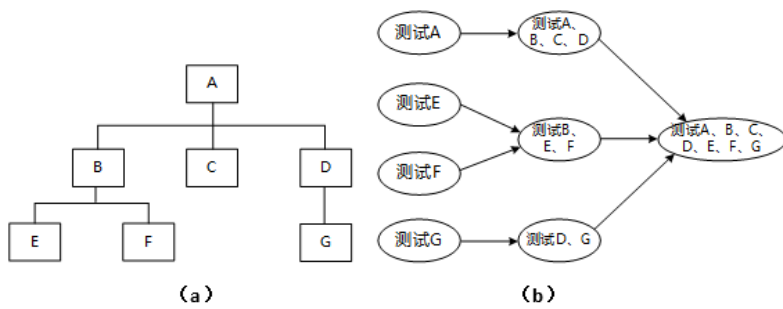 A
B
C
D
E
F
G
(a)
测试A
测试A、
B、C、D
测试E
测试F
测试B、
E、F
测试A、B、C、
D、E、F、G
测试G
测试D、G
(b)